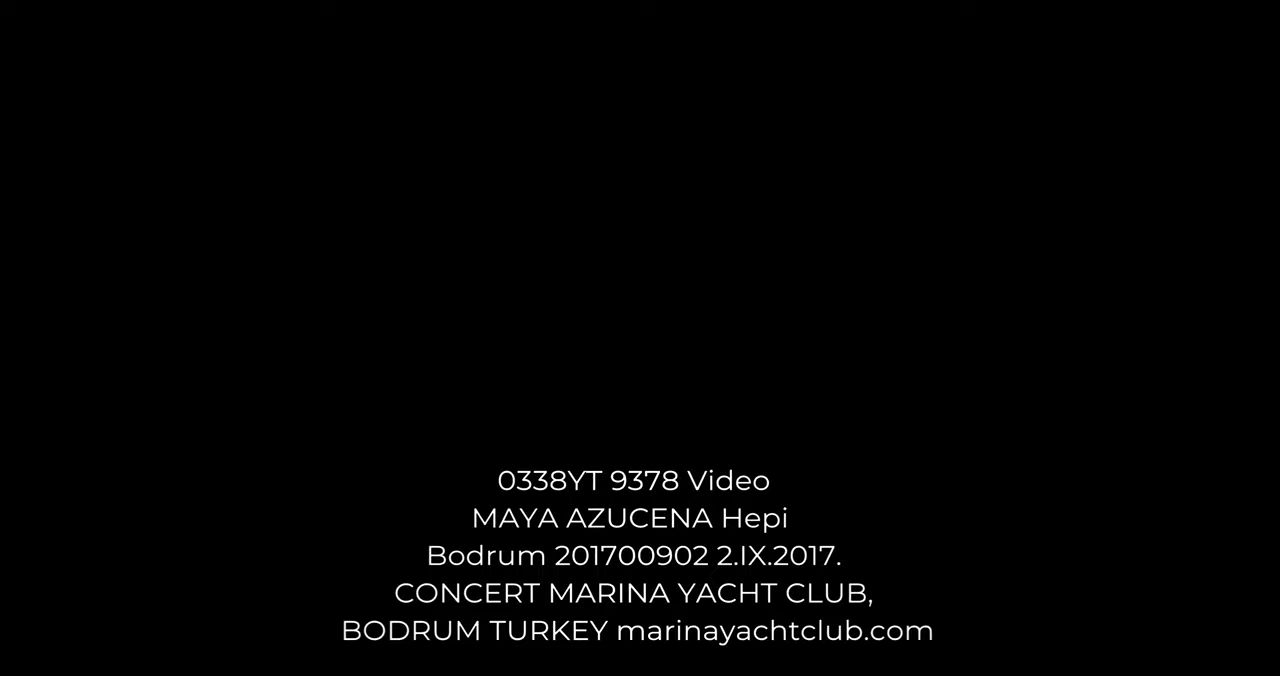 0338YT 9378 Video
MAYA AZUCENA Hepi
Bodrum 201700902 2.IX.2017.
CONCERT MARINA YACHT CLUB,
BODRUM TURKEY marinayachtclub.com